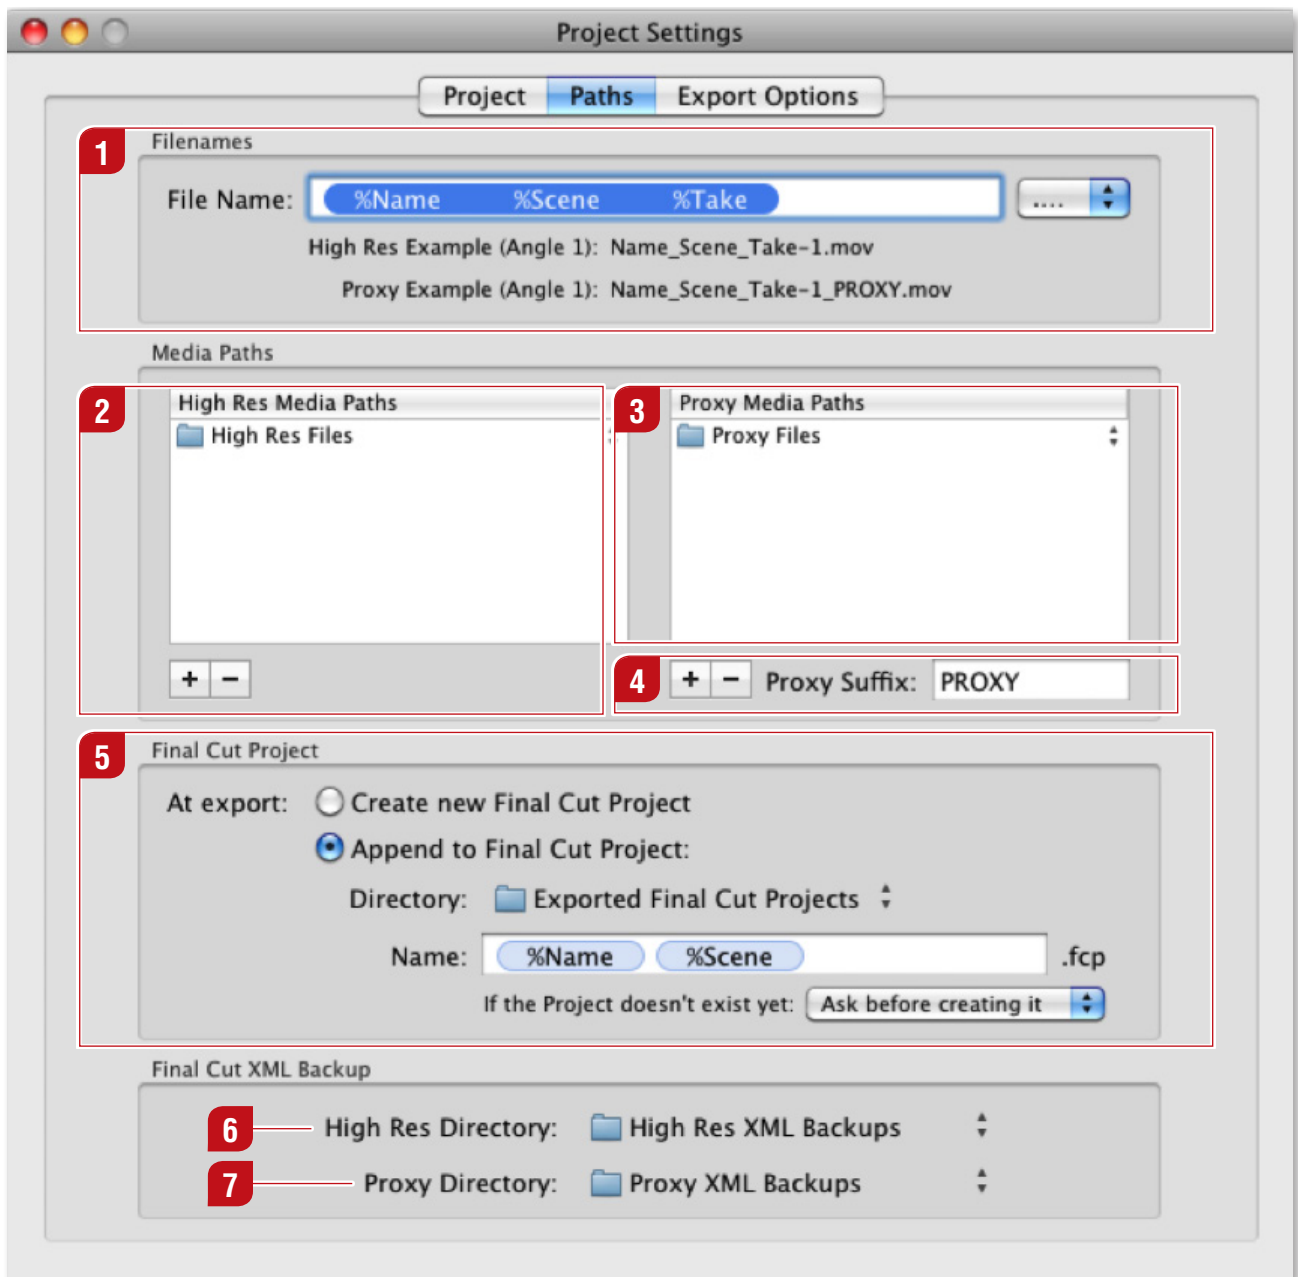 Project Settings
Project Paths Export Options
1 Filenames
File Name: %Name %Scene %Take ....
High Res Example (Angle 1): Name_Scene_Take-1.mov
Proxy Example (Angle 1): Name_Scene_Take-1_PROXY.mov
Media Paths
2 High Res Media Paths 3 Proxy Media Paths
High Res Files Proxy Files
+ − 4 + − Proxy Suffix: PROXY
5 Final Cut Project
At export: Create new Final Cut Project
Append to Final Cut Project:
Directory: Exported Final Cut Projects
Name: %Name %Scene .fcp
If the Project doesn't exist yet: Ask before creating it
Final Cut XML Backup
6 High Res Directory: High Res XML Backups
7 Proxy Directory: Proxy XML Backups